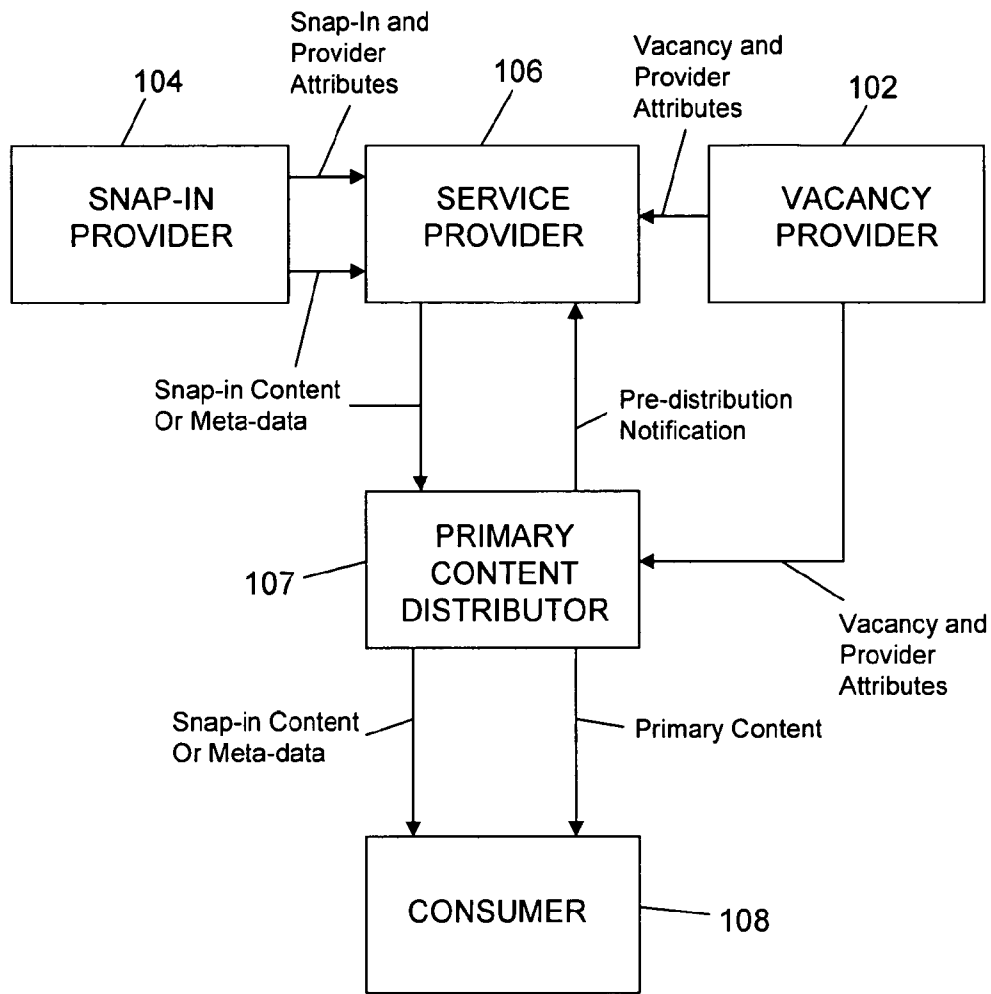 Snap-In and
Provider
Attributes
Vacancy and
Provider
Attributes
104
106
102
SNAP-IN
PROVIDER
SERVICE
PROVIDER
VACANCY
PROVIDER
Snap-in Content
Or Meta-data
Pre-distribution
Notification
107
PRIMARY
CONTENT
DISTRIBUTOR
Vacancy and
Provider
Attributes
Snap-in Content
Or Meta-data
Primary Content
CONSUMER
108